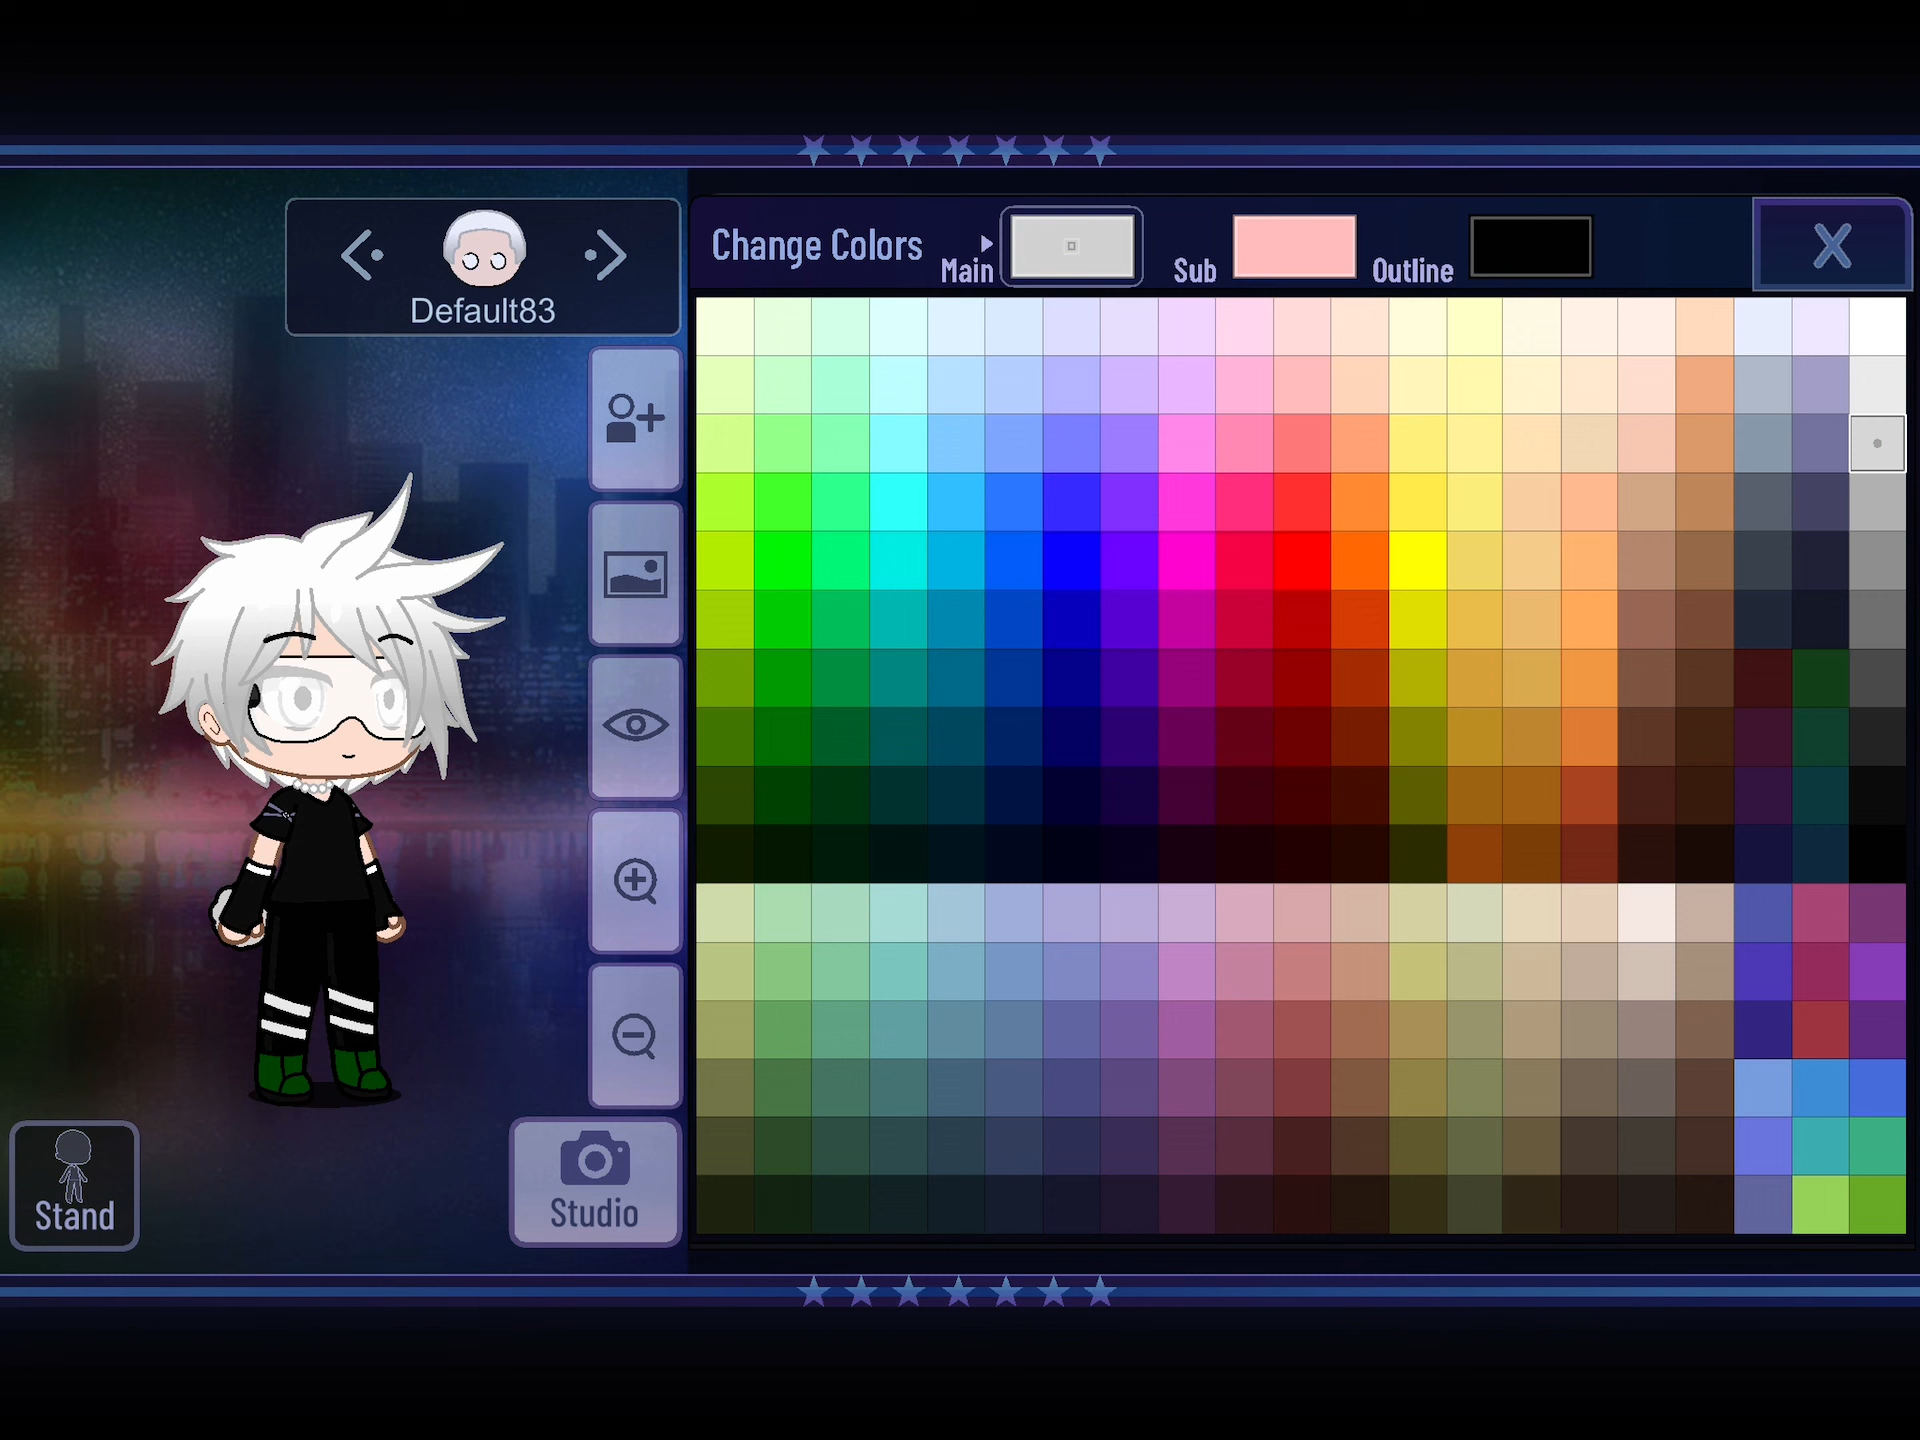 Change Colors
Main
Sub
Outline
X
Default83
Stand
Studio